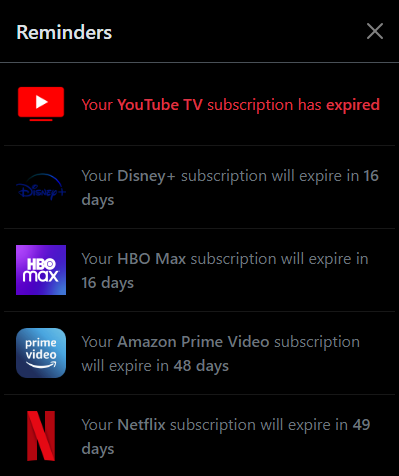 Reminders
Your YouTube TV subscription has expired
Disney+
Your Disney+ subscription will expire in 16
days
HBO
max
Your HBO Max subscription will expire in
16 days
prime
video
Your Amazon Prime Video subscription
will expire in 48 days
Your Netflix subscription will expire in 49
days